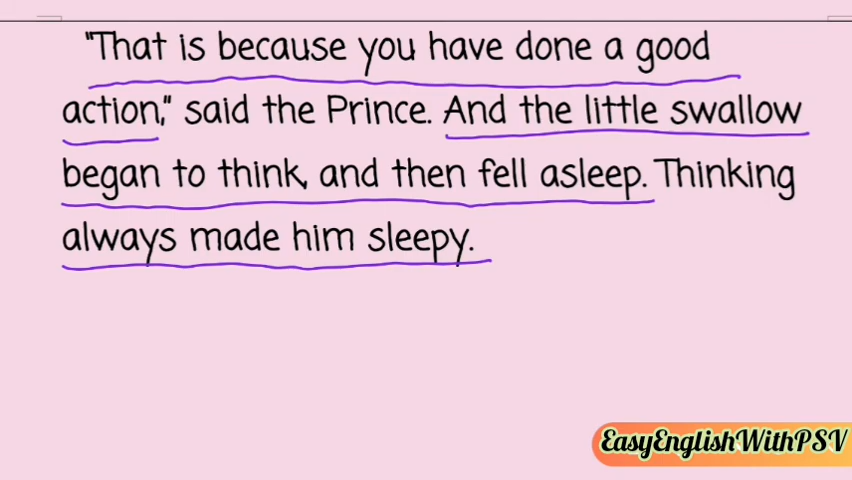 "That is because you have done a good
action," said the Prince. And the little swallow
began to think, and then fell asleep. Thinking
always made him sleepy.
EasyEnglishWithPSV